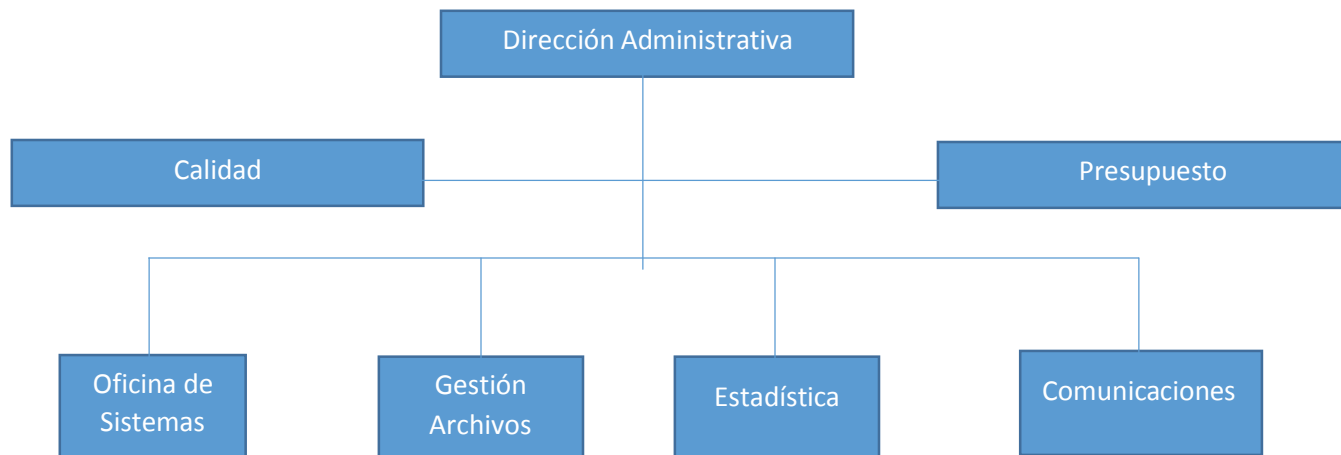 Dirección Administrativa
Calidad
Presupuesto
Oficina de
Sistemas
Gestión
Archivos
Estadística
Comunicaciones